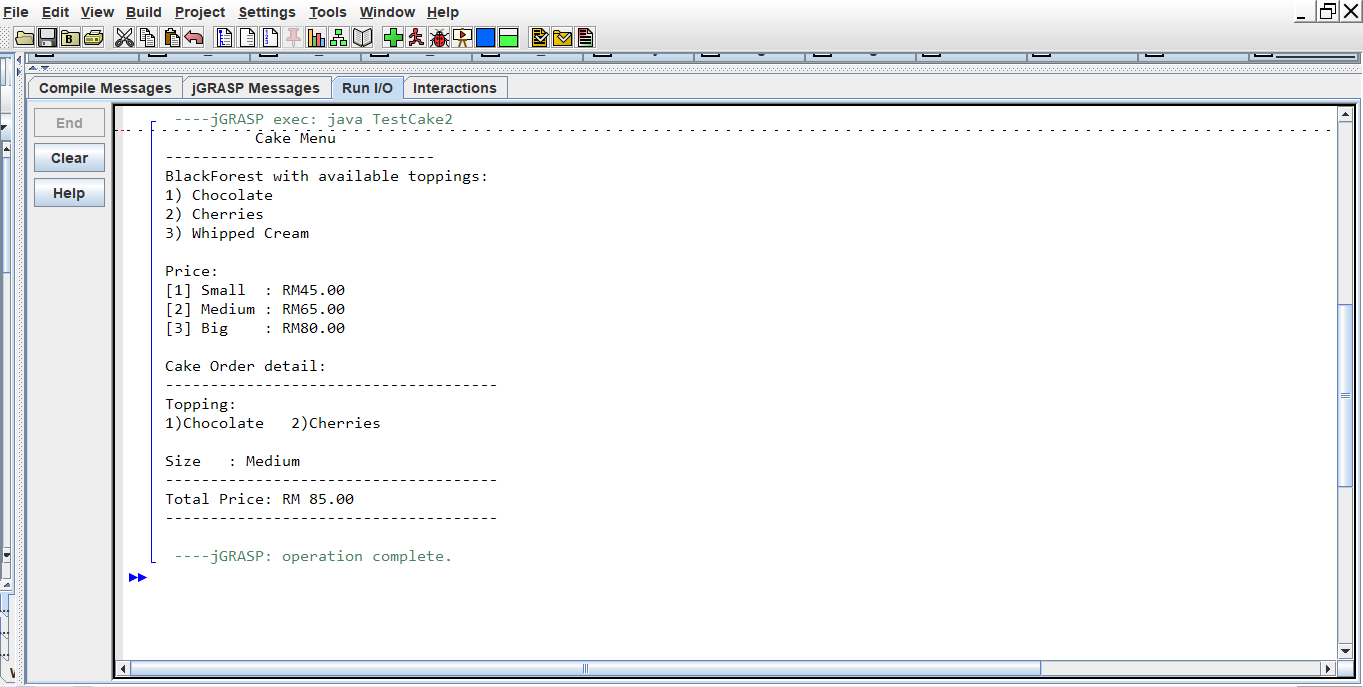 File Edit View Build Project Settings Tools Window Help
Compile Messages jGRASP Messages Run I/O Interactions
End
Clear
Help
----jGRASP exec: java TestCake2
Cake Menu
------------------------------
BlackForest with available toppings:
1) Chocolate
2) Cherries
3) Whipped Cream
Price:
[1] Small  : RM45.00
[2] Medium : RM65.00
[3] Big    : RM80.00
Cake Order detail:
-------------------------------------
Topping:
1)Chocolate   2)Cherries
Size   : Medium
-------------------------------------
Total Price: RM 85.00
-------------------------------------
----jGRASP: operation complete.